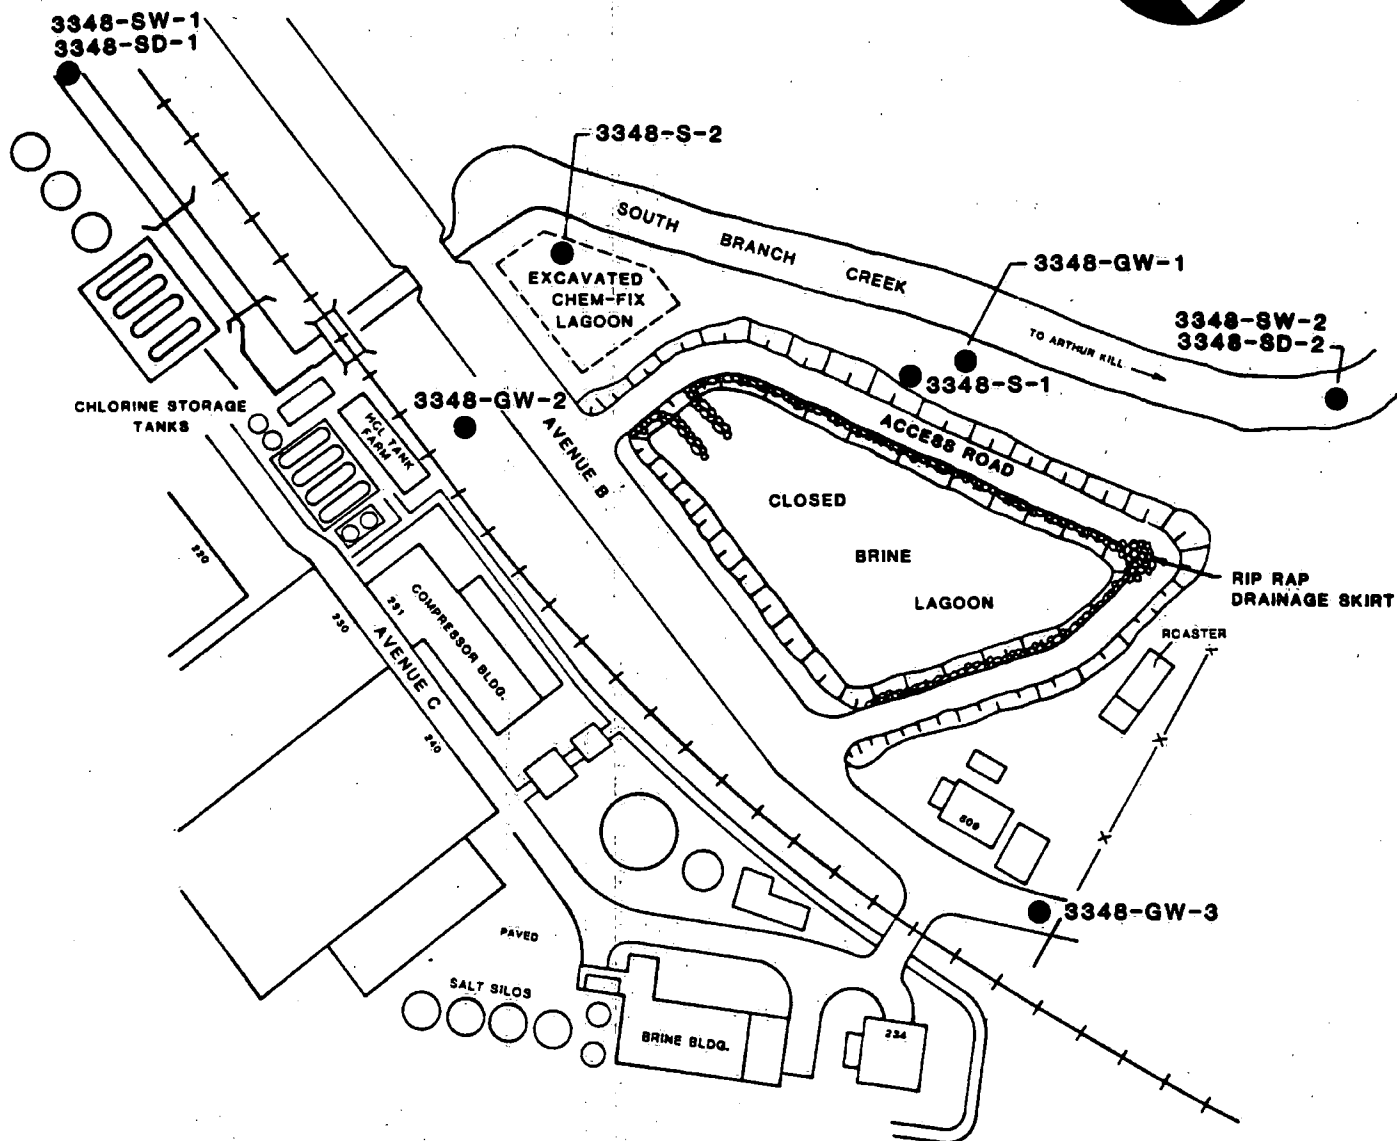 3348-SW-1
3348-SD-1
3348-S-2
SOUTH BRANCH CREEK
3348-GW-1
EXCAVATED
CHEM-FIX
LAGOON
TO ARTHUR KILL
3348-SW-2
3348-SD-2
3348-S-1
CHLORINE STORAGE
TANKS
HCL TANK
FARM
3348-GW-2
AVENUE B
ACCESS ROAD
CLOSED
BRINE
LAGOON
RIP RAP
DRAINAGE SKIRT
ROASTER
220
230
291
COMPRESSOR BLDG.
AVENUE C
240
509
3348-GW-3
PAVED
SALT SILOS
BRINE BLDG.
234